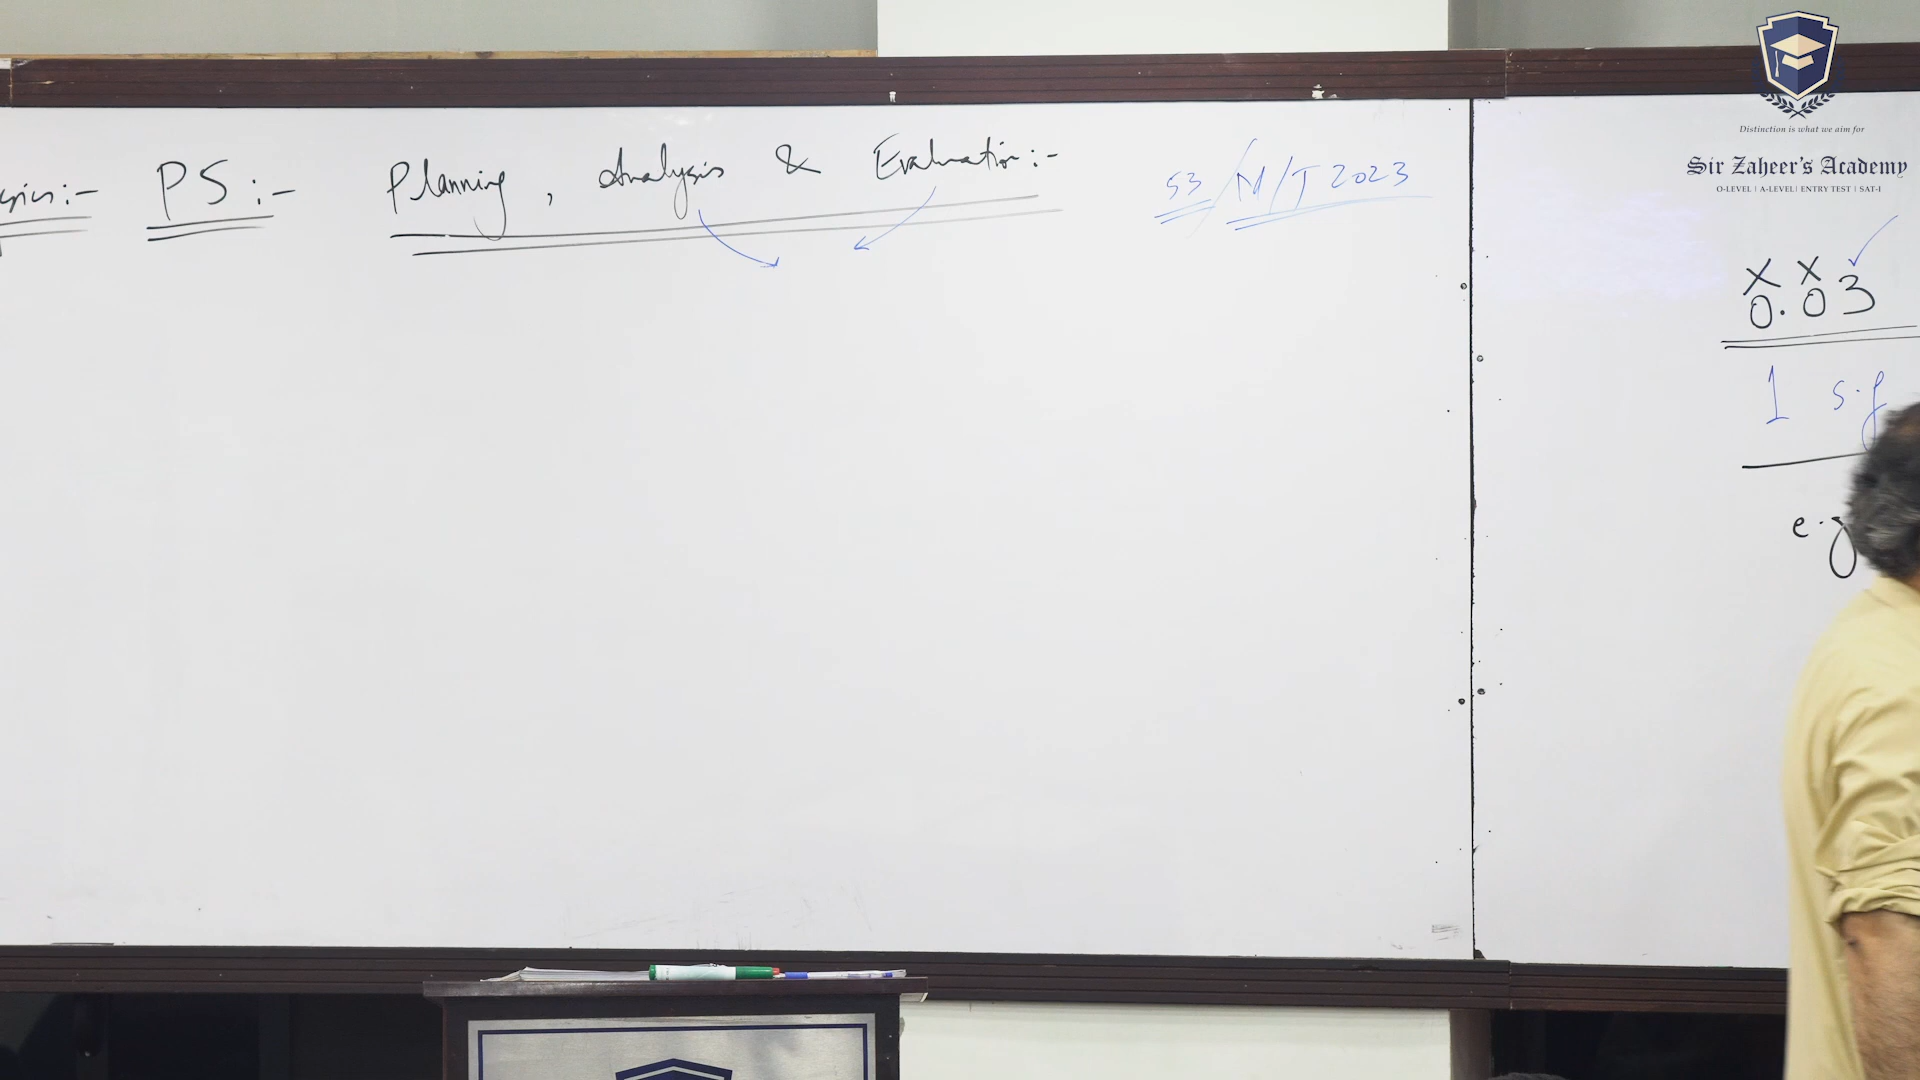 P5:- Planning, Analysis & Evaluation:- 53/M/J 2023
Distinction is what we aim for
Sir Zaheer's Academy
O-LEVEL | A-LEVEL | ENTRY TEST | SAT-I
x x
0.03
1 s.f
e.g